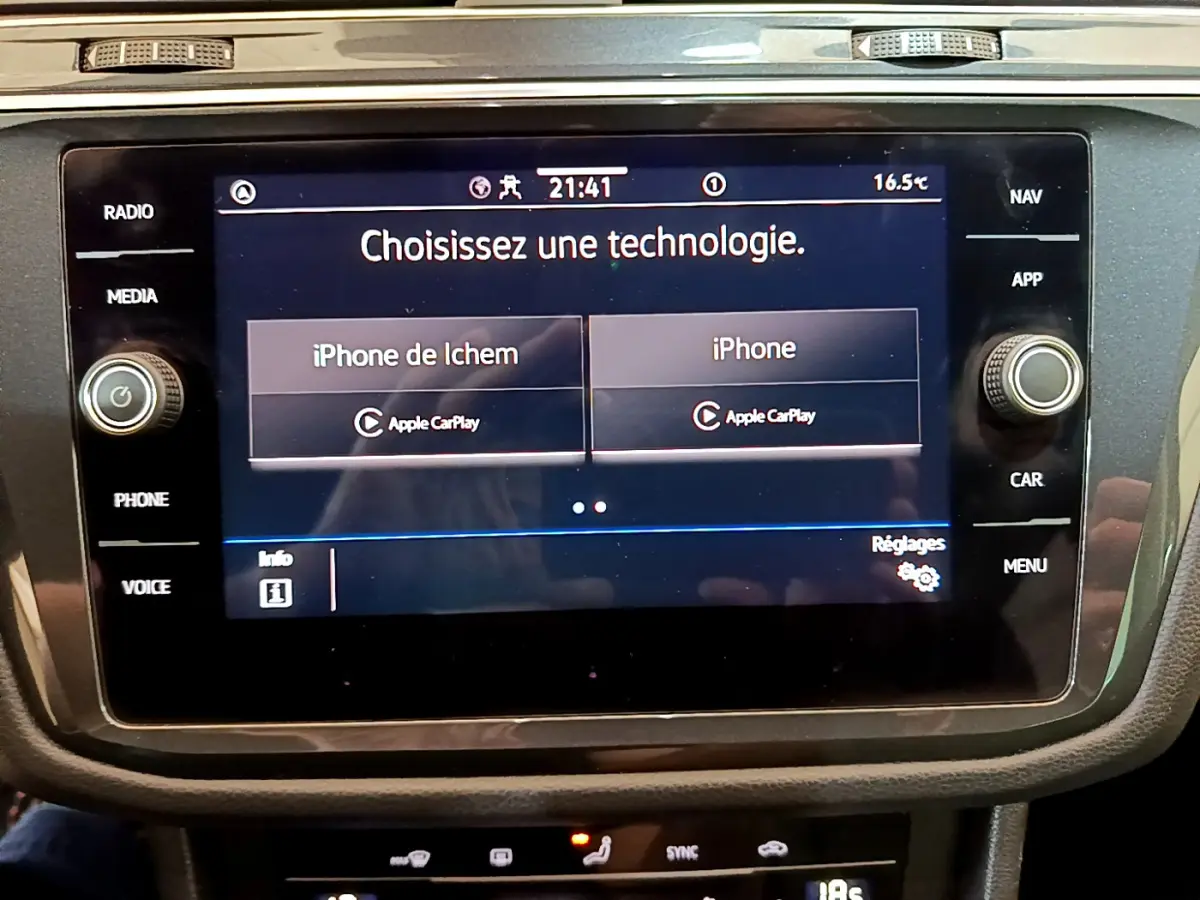 21:41
1
16.5°C
RADIO
NAV
Choisissez une technologie.
MEDIA
APP
iPhone de Ichem
iPhone
Apple CarPlay
Apple CarPlay
PHONE
CAR
Info
Réglages
VOICE
MENU
SYNC